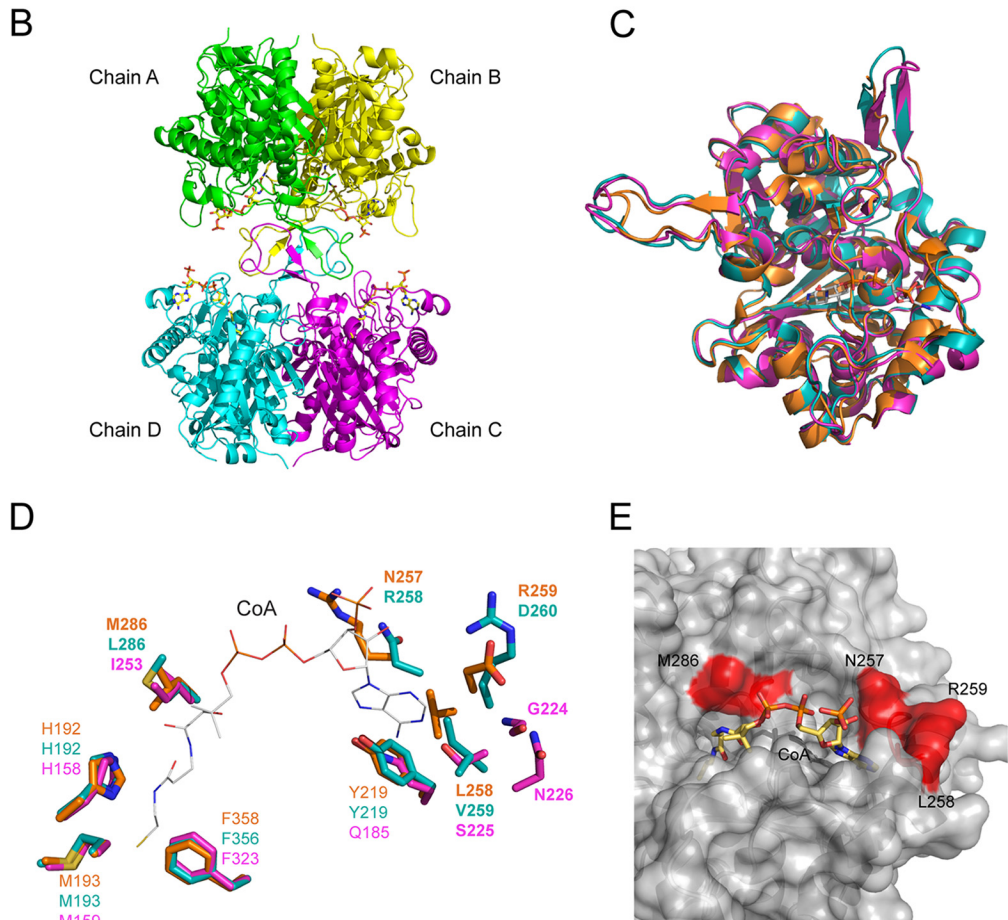 B
C
Chain A
Chain B
Chain D
Chain C
D
E
CoA
N257
R258
R259
D260
M286
L286
I253
G224
H192
H192
H158
N226
Y219
Y219
Q185
L258
V259
S225
F358
F356
F323
M193
M193
M159
M286
N257
R259
CoA
L258